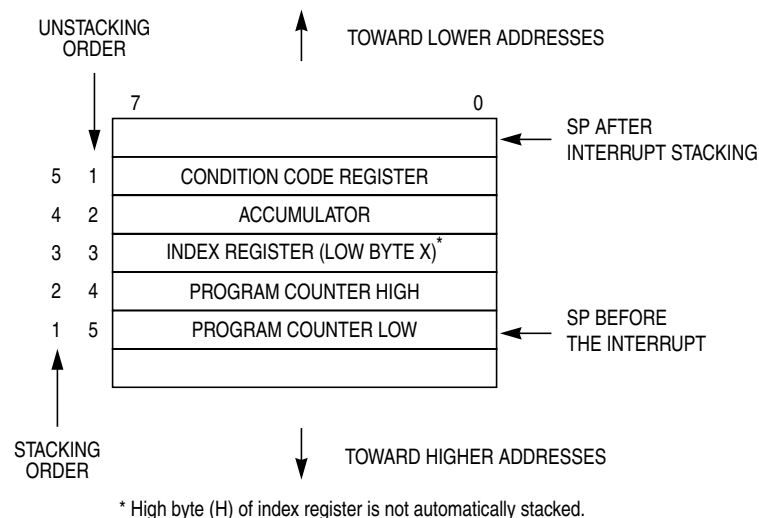 UNSTACKING
ORDER
TOWARD LOWER ADDRESSES
7 0
SP AFTER
INTERRUPT STACKING
5 1 CONDITION CODE REGISTER
4 2 ACCUMULATOR
3 3 INDEX REGISTER (LOW BYTE X)*
2 4 PROGRAM COUNTER HIGH
1 5 PROGRAM COUNTER LOW
SP BEFORE
THE INTERRUPT
STACKING
ORDER
TOWARD HIGHER ADDRESSES
* High byte (H) of index register is not automatically stacked.